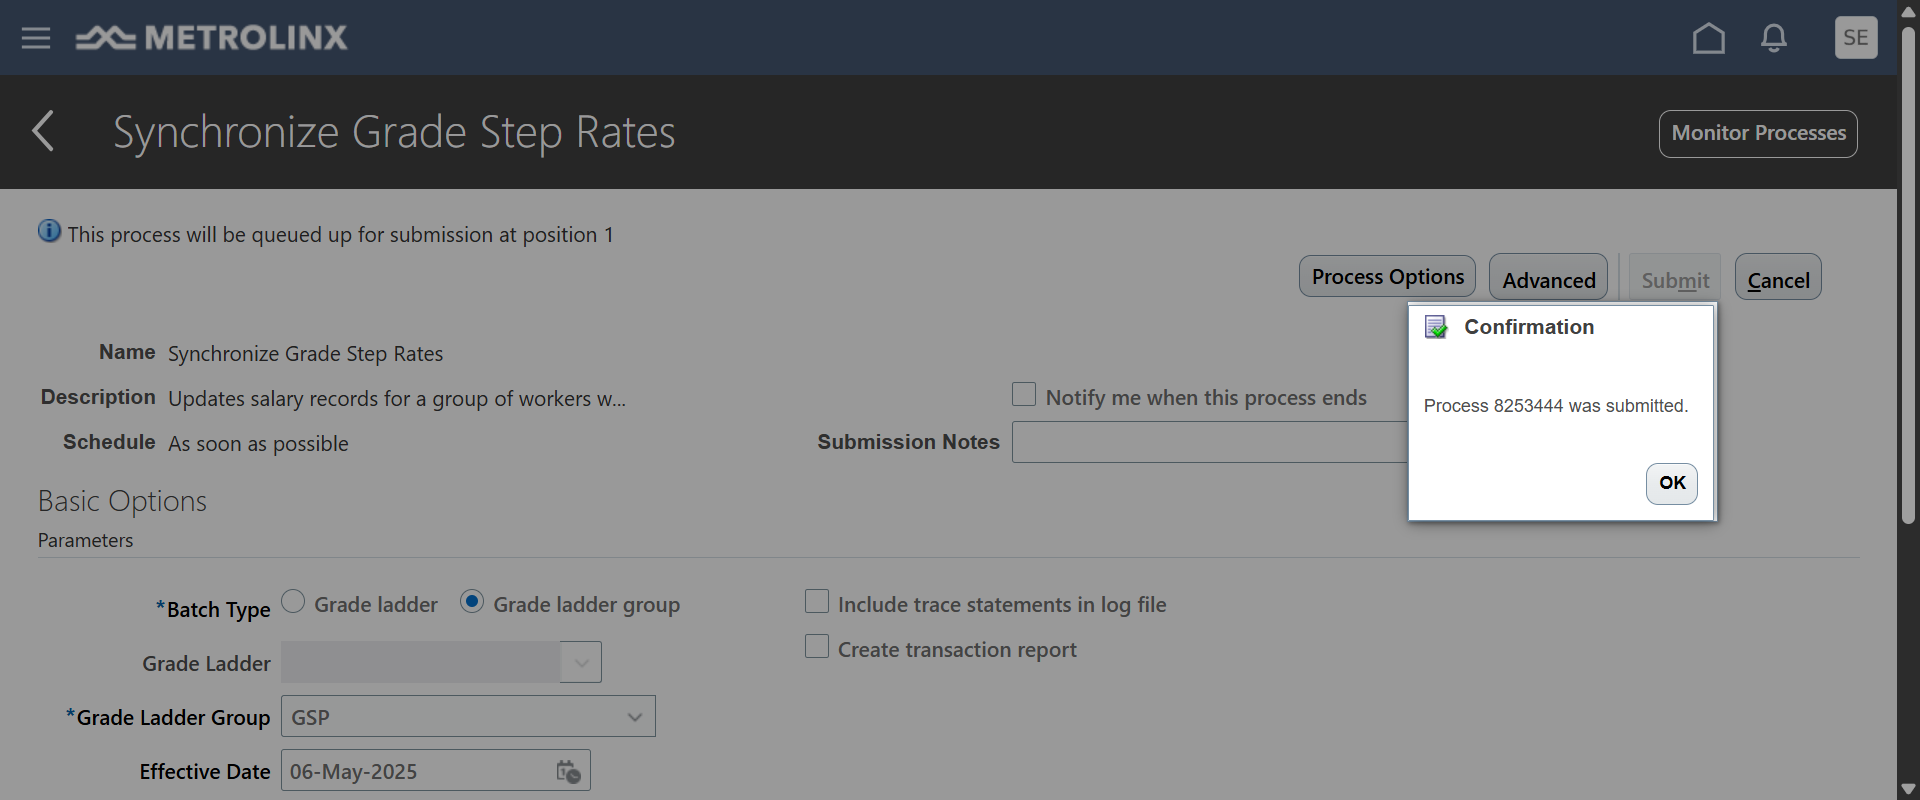 METROLINX
SE
Synchronize Grade Step Rates
Monitor Processes
This process will be queued up for submission at position 1
Process Options
Advanced
Submit
Cancel
Confirmation
Process 8253444 was submitted.
OK
Name Synchronize Grade Step Rates
Description Updates salary records for a group of workers w...
Schedule As soon as possible
Notify me when this process ends
Submission Notes
Basic Options
Parameters
*Batch Type Grade ladder Grade ladder group
Grade Ladder
*Grade Ladder Group GSP
Effective Date 06-May-2025
Include trace statements in log file
Create transaction report